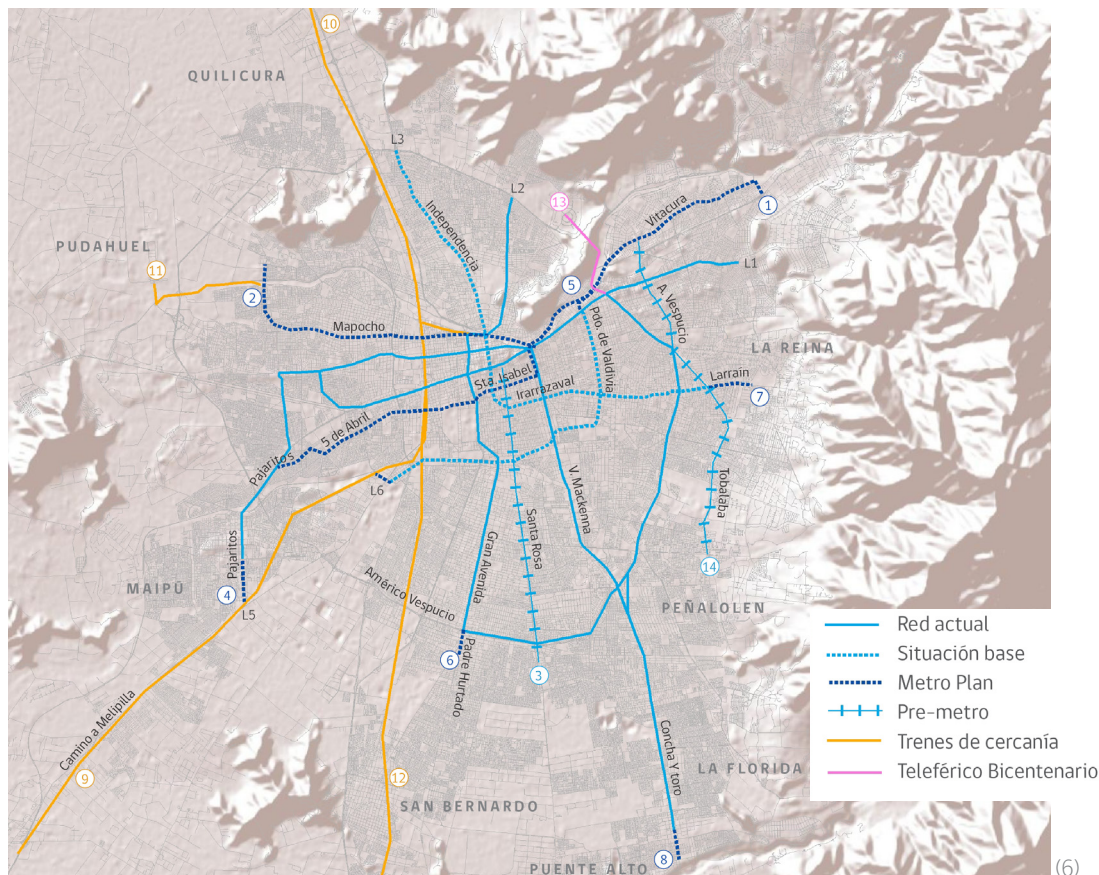 10
QUILICURA
L3
L2
13
Vitacura
1
Independencia
PUDAHUEL
11
L1
5
2
A. Vespucio
Mapocho
Pdo. de Valdivia
LA REINA
Sta. Isabel
Irarrazaval
Larraín
7
5 de Abril
Pajaritos
L6
V. Mackenna
Tobalaba
Santa Rosa
Gran Avenida
Pajaritos
14
MAIPÚ
4
L5
Américo Vespucio
PEÑALOLEN
6
3
Padre Hurtado
Camino a Melipilla
9
12
Concha Y toro
LA FLORIDA
SAN BERNARDO
PUENTE ALTO
8
Red actual
Situación base
Metro Plan
Pre-metro
Trenes de cercanía
Teleférico Bicentenario
(6)